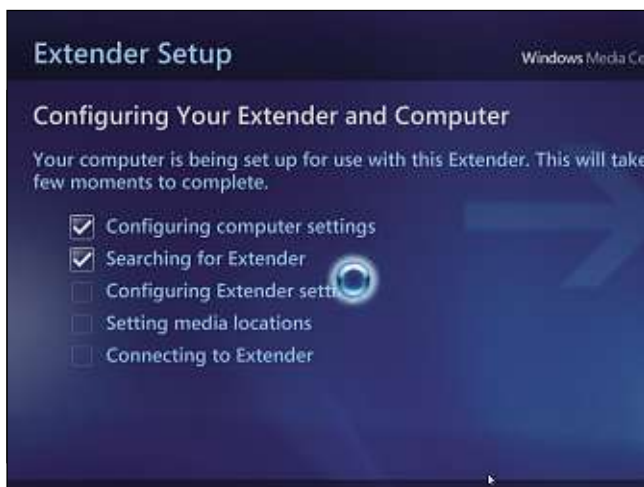 Extender Setup
Windows Media Ce
Configuring Your Extender and Computer
Your computer is being set up for use with this Extender. This will take
few moments to complete.
Configuring computer settings
Searching for Extender
Configuring Extender setti
Setting media locations
Connecting to Extender